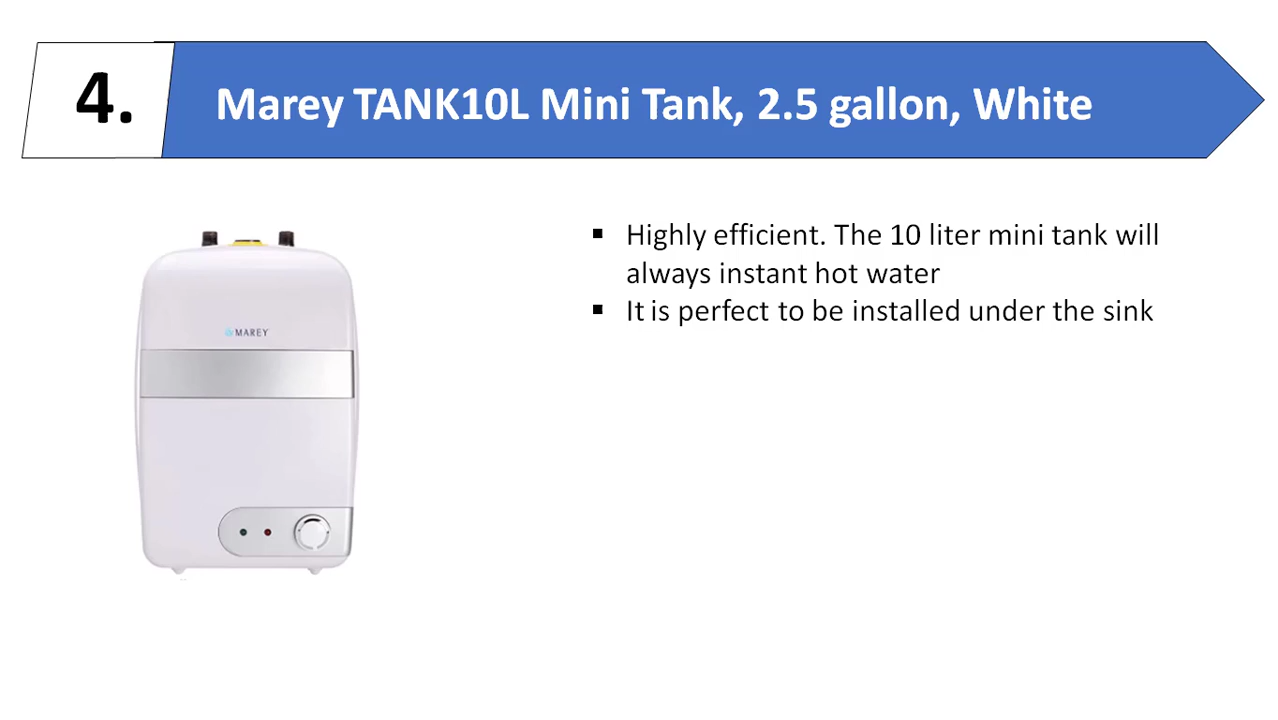 4.
Marey TANK10L Mini Tank, 2.5 gallon, White
▪ Highly efficient. The 10 liter mini tank will
always instant hot water
▪ It is perfect to be installed under the sink
MAREY